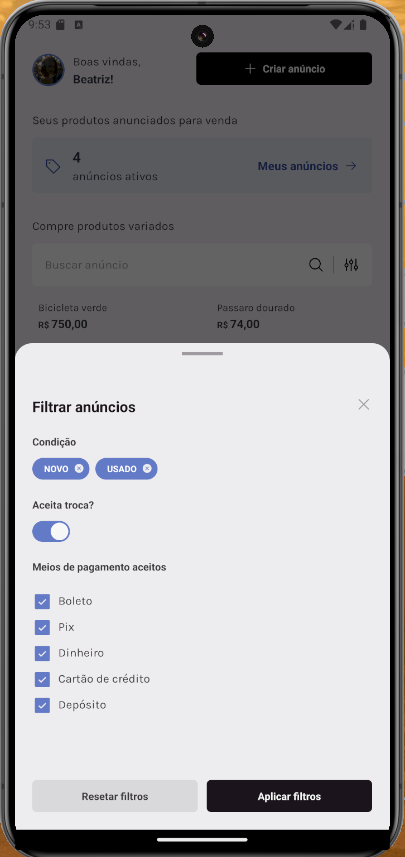 9:53
Boas vindas,
Beatriz!
Criar anúncio
Seus produtos anunciados para venda
4
anúncios ativos
Meus anúncios
Compre produtos variados
Buscar anúncio
Bicicleta verde
Passaro dourado
R$ 750,00
R$ 74,00
Filtrar anúncios
Condição
NOVO
USADO
Aceita troca?
Meios de pagamento aceitos
Boleto
Pix
Dinheiro
Cartão de crédito
Depósito
Resetar filtros
Aplicar filtros